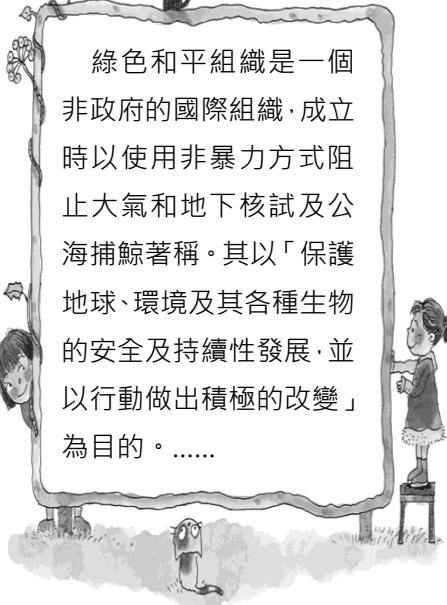 綠色和平組織是一個
非政府的國際組織，成立
時以使用非暴力方式阻
止大氣和地下核試及公
海捕鯨著稱。其以「保護
地球、環境及其各種生物
的安全及持續性發展，並
以行動做出積極的改變」
為目的。……